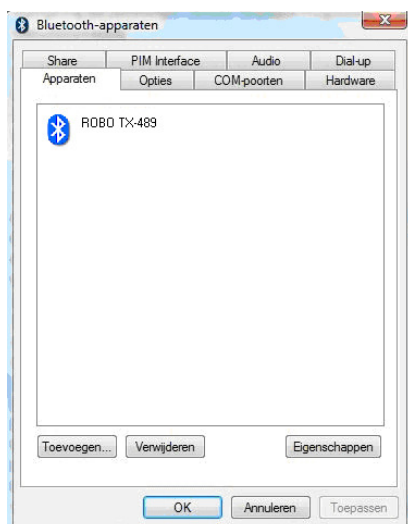 Bluetooth-apparaten
Share PIM Interface Audio Dial-up
Apparaten Opties COM-poorten Hardware
ROBO TX-489
Toevoegen... Verwijderen Eigenschappen
OK Annuleren Toepassen